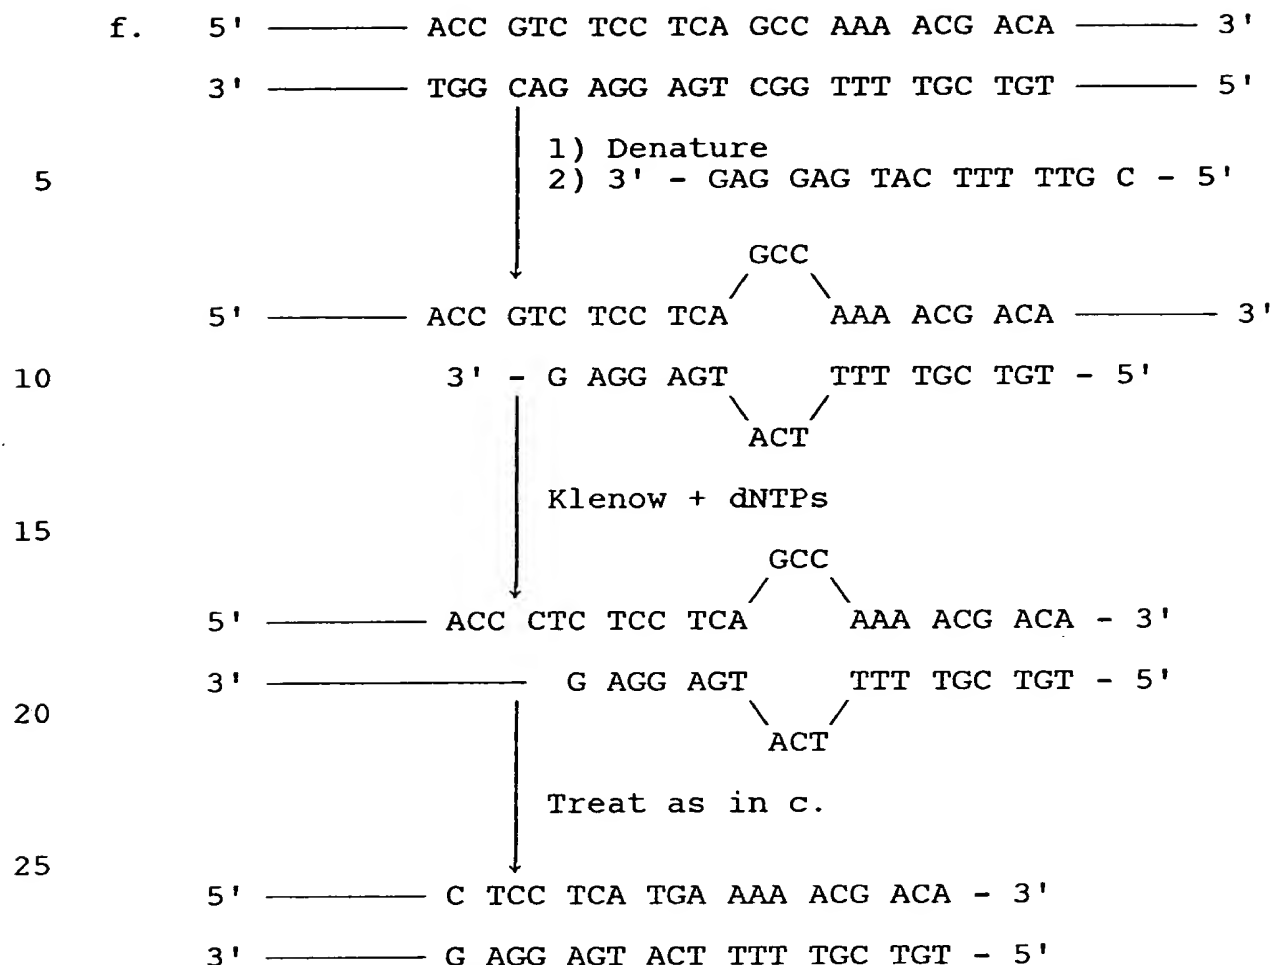 f. 5' ACC GTC TCC TCA GCC AAA ACG ACA 3'
3' TGG CAG AGG AGT CGG TTT TGC TGT 5'
1) Denature
5 2) 3' - GAG GAG TAC TTT TTG C - 5'
GCC
5' ACC GTC TCC TCA AAA ACG ACA 3'
10 3' - G AGG AGT TTT TGC TGT - 5'
ACT
Klenow + dNTPs
15
GCC
5' ACC CTC TCC TCA AAA ACG ACA - 3'
3' G AGG AGT TTT TGC TGT - 5'
20
ACT
Treat as in c.
25
5' C TCC TCA TGA AAA ACG ACA - 3'
3' G AGG AGT ACT TTT TGC TGT - 5'